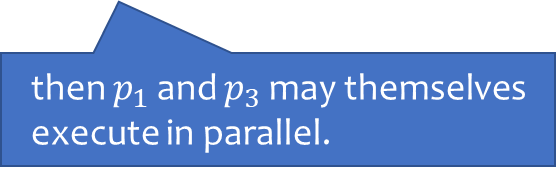 then p₁ and p₃ may themselves
execute in parallel.